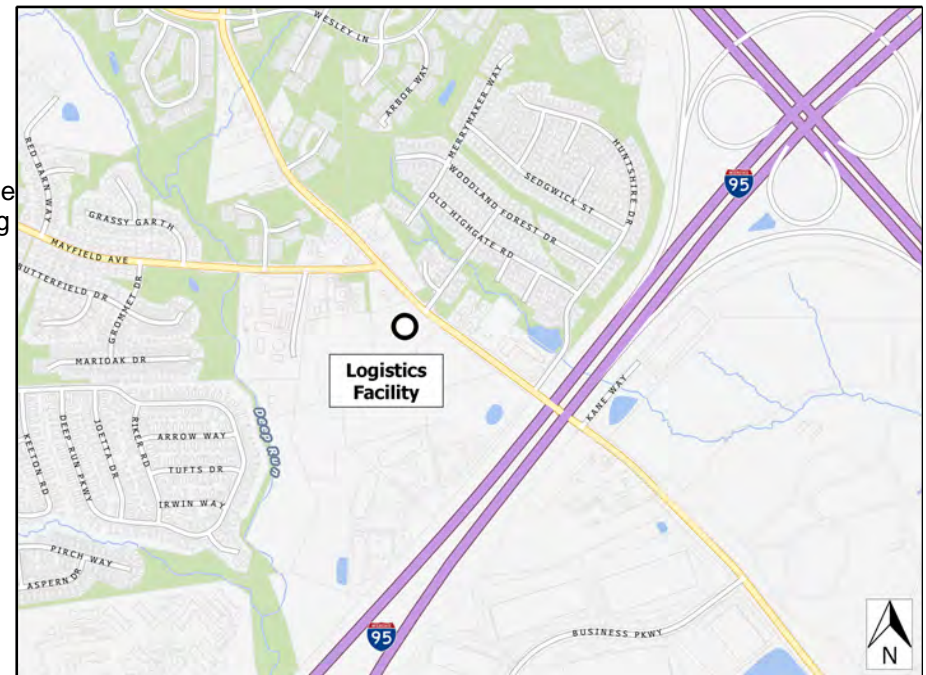 WESLEY LN
ARBOR WAY
MERRYMAKER WAY
HUNTSHIRE DR
95
RED BARN WAY
SEDGWICK ST
WOODLAND FOREST DR
e
g
GRASSY GARTH
OLD HIGHGATE RD
MAYFIELD AVE
BUTTERFIELD DR
GROMMET DR
MARIOAK DR
Logistics
Facility
KANE WAY
DEEP RUN
KEETON RD
DEEP RUN PKWY
JOETTA DR
RIKER RD
ARROW WAY
TUFTS DR
IRWIN WAY
PIRCH WAY
ASPERN DR
95
BUSINESS PKWY
N